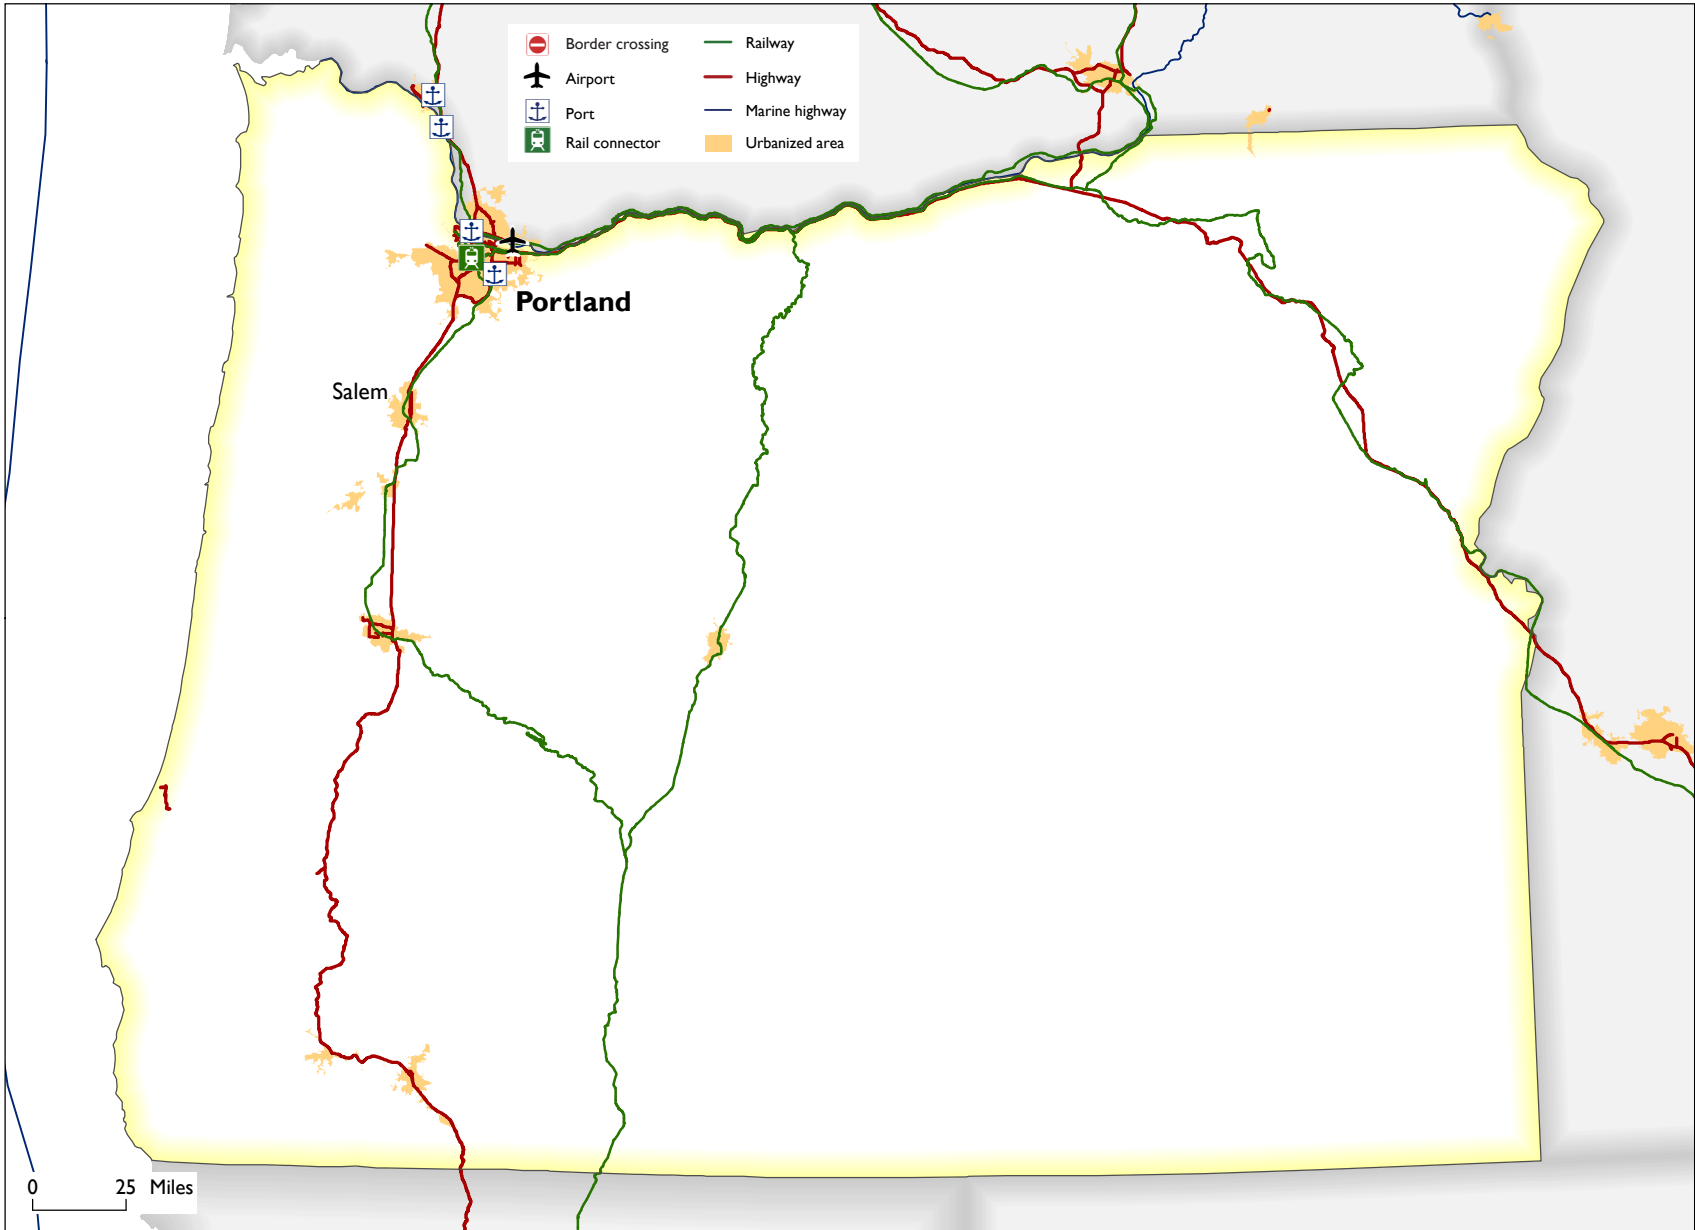 Border crossing
Railway
Airport
Highway
Port
Marine highway
Rail connector
Urbanized area
Portland
Salem
0 25 Miles